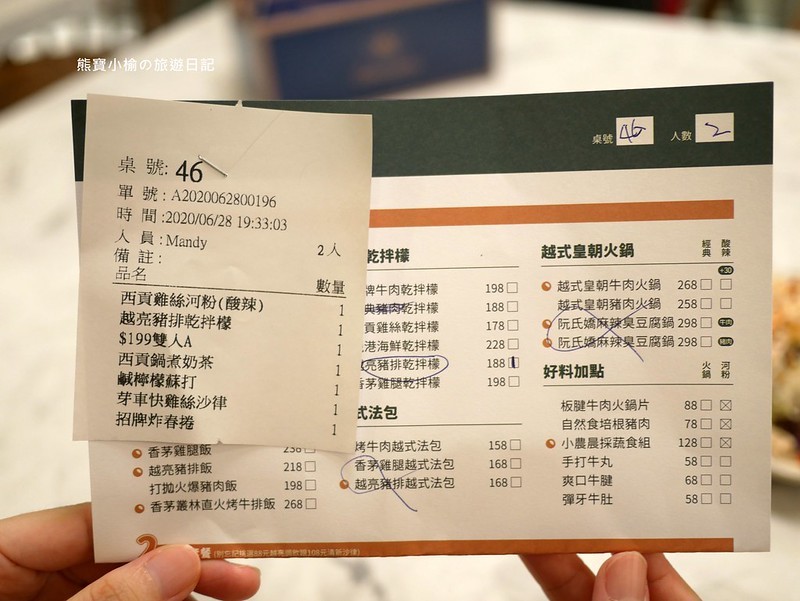 熊寶小榆の旅遊日記
桌號: 46
單號: A2020062800196
時間:2020/06/28 19:33:03
人員:Mandy 2人
備註:
品名 數量
西貢雞絲河粉(酸辣) 1
越亮豬排乾拌檬 1
$199雙人A 1
西貢鍋煮奶茶 1
鹹檸檬蘇打 1
芽車快雞絲沙律 1
招牌炸春捲 1
桌號 46 人數 2
乾拌檬
牌牛肉乾拌檬 198
典豬肉乾拌檬 188
貢雞絲乾拌檬 178
港海鮮乾拌檬 228
亮豬排乾拌檬 188
香茅雞腿乾拌檬 198
式法包
烤牛肉越式法包 158
香茅雞腿越式法包 168
越亮豬排越式法包 168
香茅雞腿飯 238
越亮豬排飯 218
打拋火爆豬肉飯 198
香茅叢林直火烤牛排飯 268
越式皇朝火鍋 經典 酸辣
+30
越式皇朝牛肉火鍋 268
越式皇朝豬肉火鍋 258
阮氏嬌麻辣臭豆腐鍋 298 牛肉
阮氏嬌麻辣臭豆腐鍋 298 豬肉
好料加點 火鍋 河粉
板腱牛肉火鍋片 88
自然食培根豬肉 78
小農晨採蔬食組 128
手打牛丸 58
爽口牛腱 68
彈牙牛肚 58